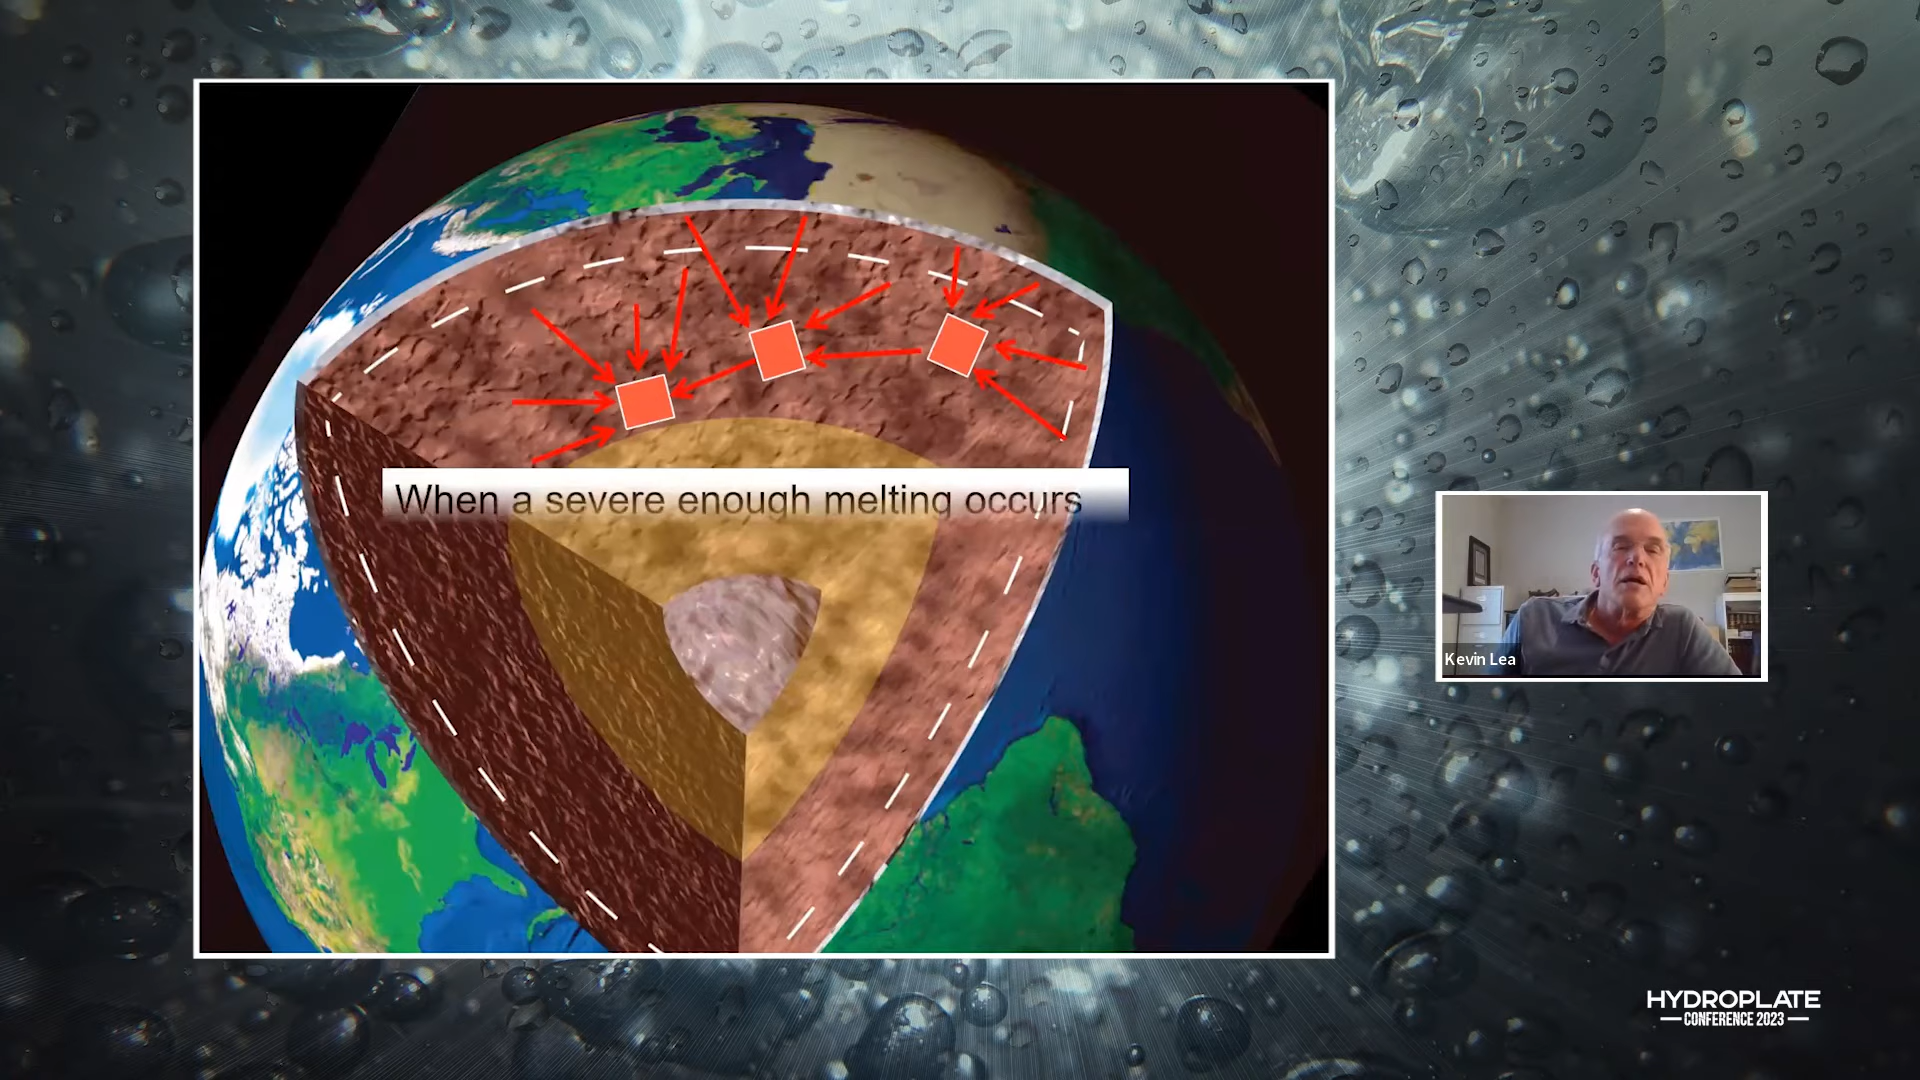 When a severe enough melting occurs
Kevin Lea
HYDROPLATE
CONFERENCE 2023